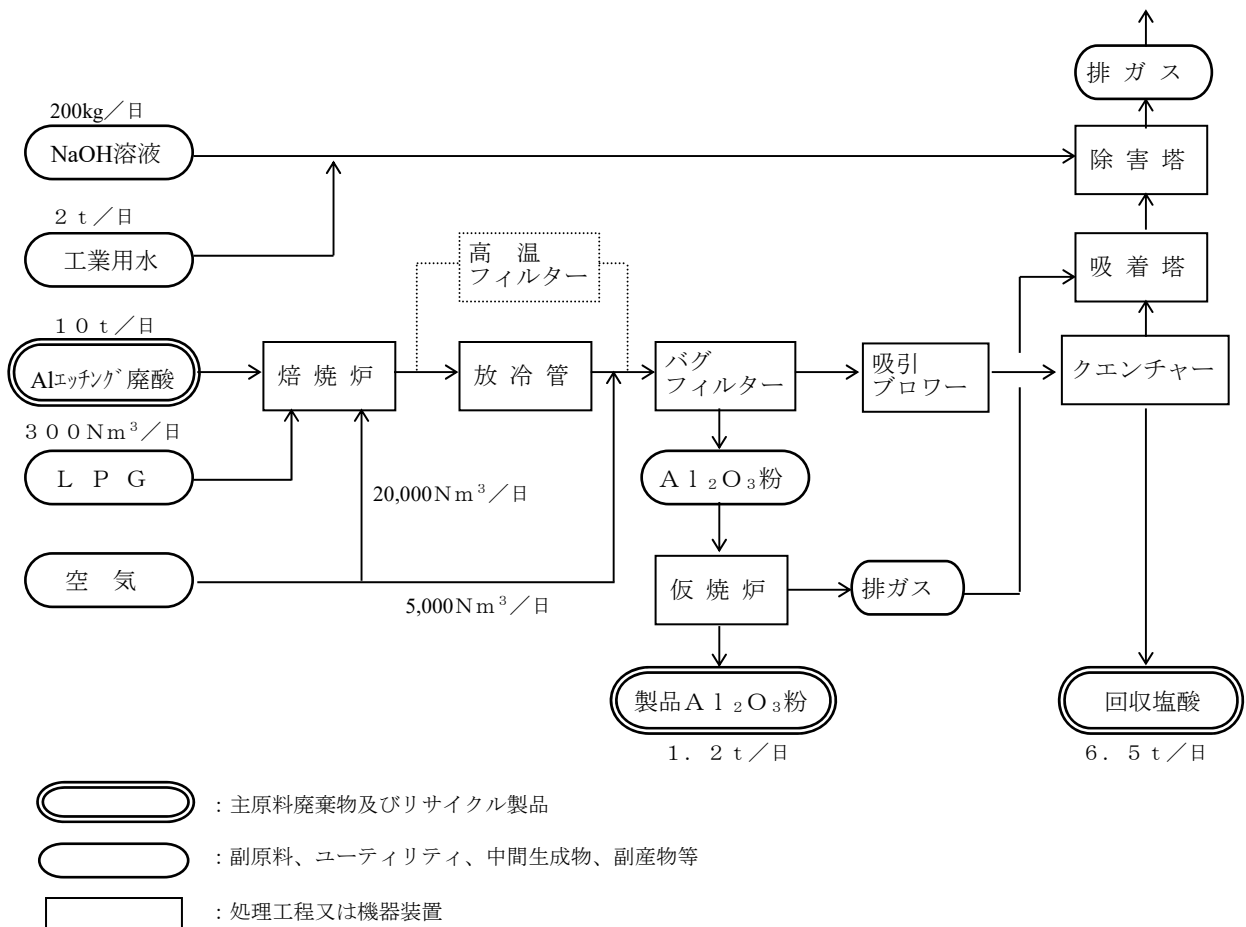 排 ガ ス
200kg／日
NaOH溶液
除 害 塔
２ｔ／日
工業用水
高　温
フィルター
吸 着 塔
１０ｔ／日
Alｴｯﾁﾝｸﾞ廃酸
焙 焼 炉
放 冷 管
バグ
フィルター
吸引
ブロワー
クエンチャー
３００Ｎｍ³／日
Ｌ Ｐ Ｇ
Ａｌ₂Ｏ₃粉
20,000Ｎｍ³／日
空　気
仮 焼 炉
排ガス
5,000Ｎｍ³／日
製品Ａｌ₂Ｏ₃粉
回収塩酸
１．２ｔ／日
６．５ｔ／日
：主原料廃棄物及びリサイクル製品
：副原料、ユーティリティ、中間生成物、副産物等
：処理工程又は機器装置